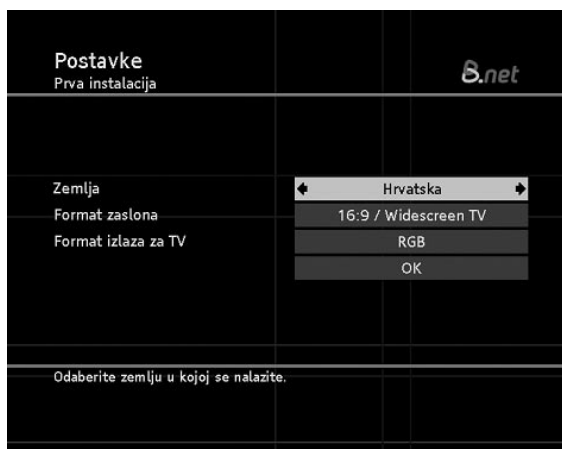 Postavke
Prva instalacija
B.net
Zemlja
Hrvatska
Format zaslona
16:9 / Widescreen TV
Format izlaza za TV
RGB
OK
Odaberite zemlju u kojoj se nalazite.